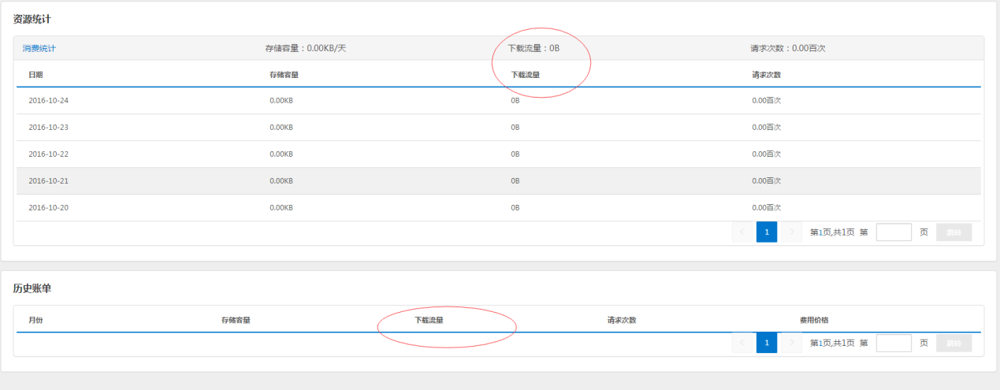 资源统计
消费统计 存储容量：0.00KB/天 下载流量：0B 请求次数：0.00百次
日期 存储容量 下载流量 请求次数
2016-10-24 0.00KB 0B 0.00百次
2016-10-23 0.00KB 0B 0.00百次
2016-10-22 0.00KB 0B 0.00百次
2016-10-21 0.00KB 0B 0.00百次
2016-10-20 0.00KB 0B 0.00百次
< 1 > 第1页,共1页 第 页 跳转
历史账单
月份 存储容量 下载流量 请求次数 费用价格
< 1 > 第1页,共1页 第 页 跳转